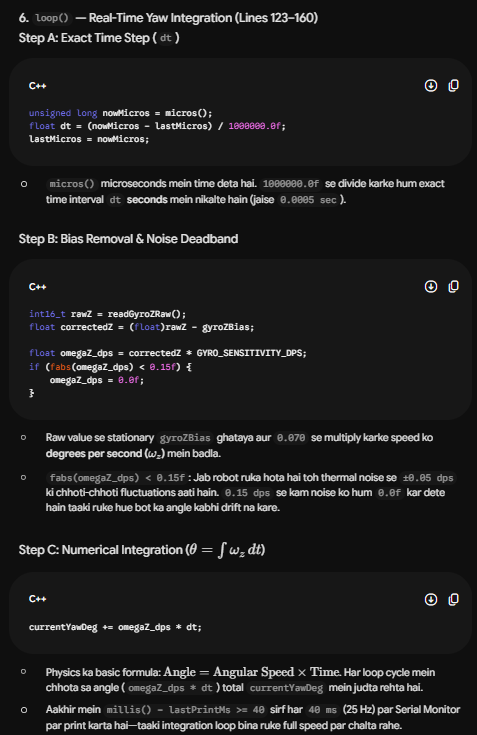 6. loop() — Real-Time Yaw Integration (Lines 123–160)
Step A: Exact Time Step ( dt )
C++
unsigned long nowMicros = micros();
float dt = (nowMicros - lastMicros) / 1000000.0f;
lastMicros = nowMicros;
micros() microseconds mein time deta hai. 1000000.0f se divide karke hum exact
time interval dt seconds mein nikalte hain (jaise 0.0005 sec ).
Step B: Bias Removal & Noise Deadband
C++
int16_t rawZ = readGyroZRaw();
float correctedZ = (float)rawZ - gyroZBias;
float omegaZ_dps = correctedZ * GYRO_SENSITIVITY_DPS;
if (fabs(omegaZ_dps) < 0.15f) {
omegaZ_dps = 0.0f;
}
Raw value se stationary gyroZBias ghataya aur 0.070 se multiply karke speed ko
degrees per second (ω_z) mein badla.
fabs(omegaZ_dps) < 0.15f : Jab robot ruka hota hai toh thermal noise se ±0.05 dps
ki chhoti-chhoti fluctuations aati hain. 0.15 dps se kam noise ko hum 0.0f kar dete
hain taaki ruke hue bot ka angle kabhi drift na kare.
Step C: Numerical Integration (θ = ∫ ω_z dt)
C++
currentYawDeg += omegaZ_dps * dt;
Physics ka basic formula: Angle = Angular Speed × Time. Har loop cycle mein
chhota sa angle ( omegaZ_dps * dt ) total currentYawDeg mein judta rehta hai.
Aakhir mein millis() - lastPrintMs >= 40 sirf har 40 ms (25 Hz) par Serial Monitor
par print karta hai—taaki integration loop bina ruke full speed par chalta rahe.